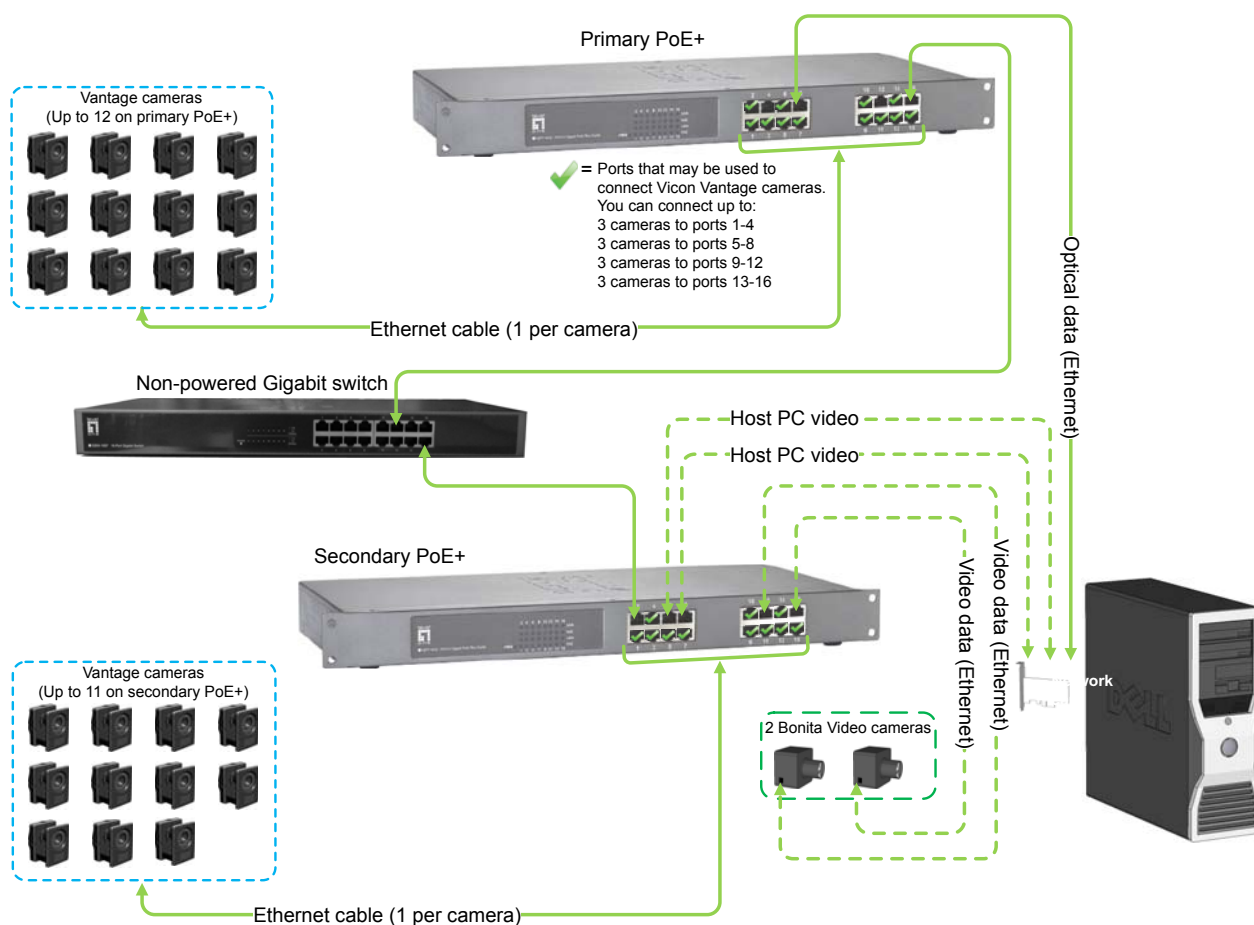 Primary PoE+
Vantage cameras
(Up to 12 on primary PoE+)
= Ports that may be used to
connect Vicon Vantage cameras.
You can connect up to:
3 cameras to ports 1-4
3 cameras to ports 5-8
3 cameras to ports 9-12
3 cameras to ports 13-16
Optical data (Ethernet)
Ethernet cable (1 per camera)
Non-powered Gigabit switch
Host PC video
Host PC video
Secondary PoE+
Video data (Ethernet)
Video data (Ethernet)
Vantage cameras
(Up to 11 on secondary PoE+)
work
DELL
2 Bonita Video cameras
Ethernet cable (1 per camera)